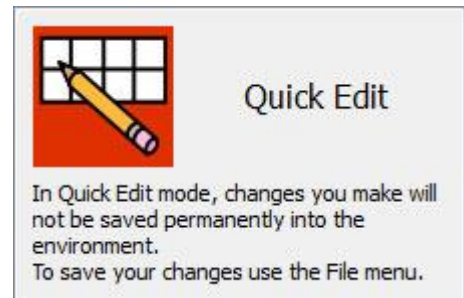 Quick Edit
In Quick Edit mode, changes you make will
not be saved permanently into the
environment.
To save your changes use the File menu.